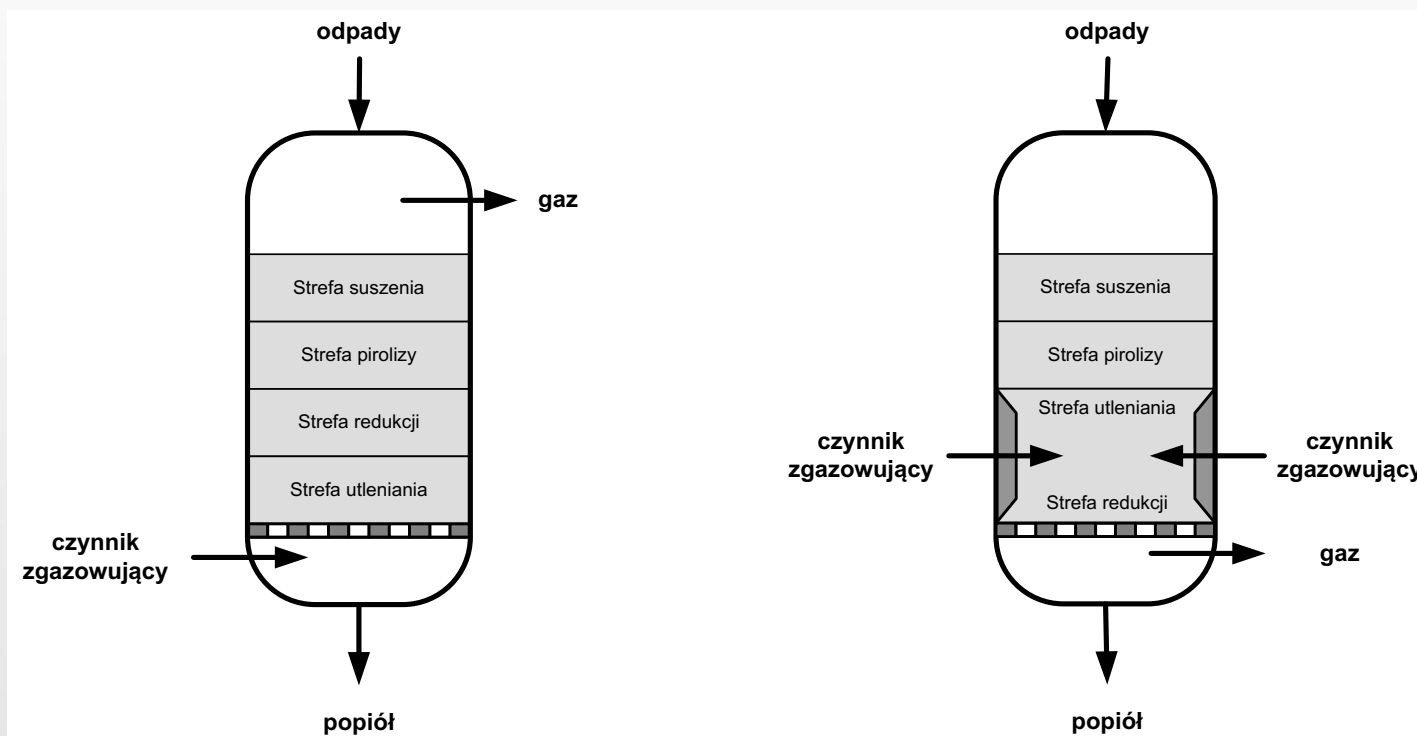 odpady
gaz
Strefa suszenia
Strefa pirolizy
Strefa redukcji
Strefa utleniania
czynnik
zgazowujący
popiół
odpady
Strefa suszenia
Strefa pirolizy
Strefa utleniania
czynnik
zgazowujący
czynnik
zgazowujący
Strefa redukcji
gaz
popiół